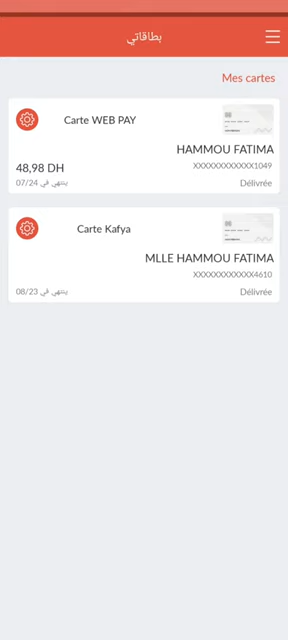 بطاقاتي
Mes cartes
Carte WEB PAY
HAMMOU FATIMA
XXXXXXXXXXXX1049
48,98 DH
ينتهي في 07/24
Délivrée
Carte Kafya
MLLE HAMMOU FATIMA
XXXXXXXXXXXX4610
ينتهي في 08/23
Délivrée